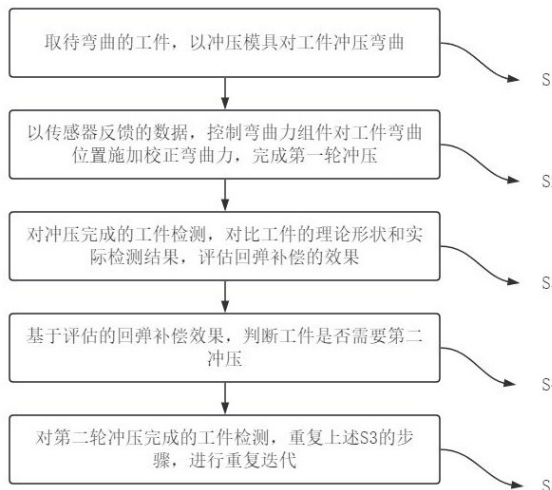 取待弯曲的工件，以冲压模具对工件冲压弯曲
S
以传感器反馈的数据，控制弯曲力组件对工件弯曲
位置施加校正弯曲力，完成第一轮冲压
S
对冲压完成的工件检测，对比工件的理论形状和实
际检测结果，评估回弹补偿的效果
S
基于评估的回弹补偿效果，判断工件是否需要第二
冲压
S
对第二轮冲压完成的工件检测，重复上述S3的步
骤，进行重复迭代
S